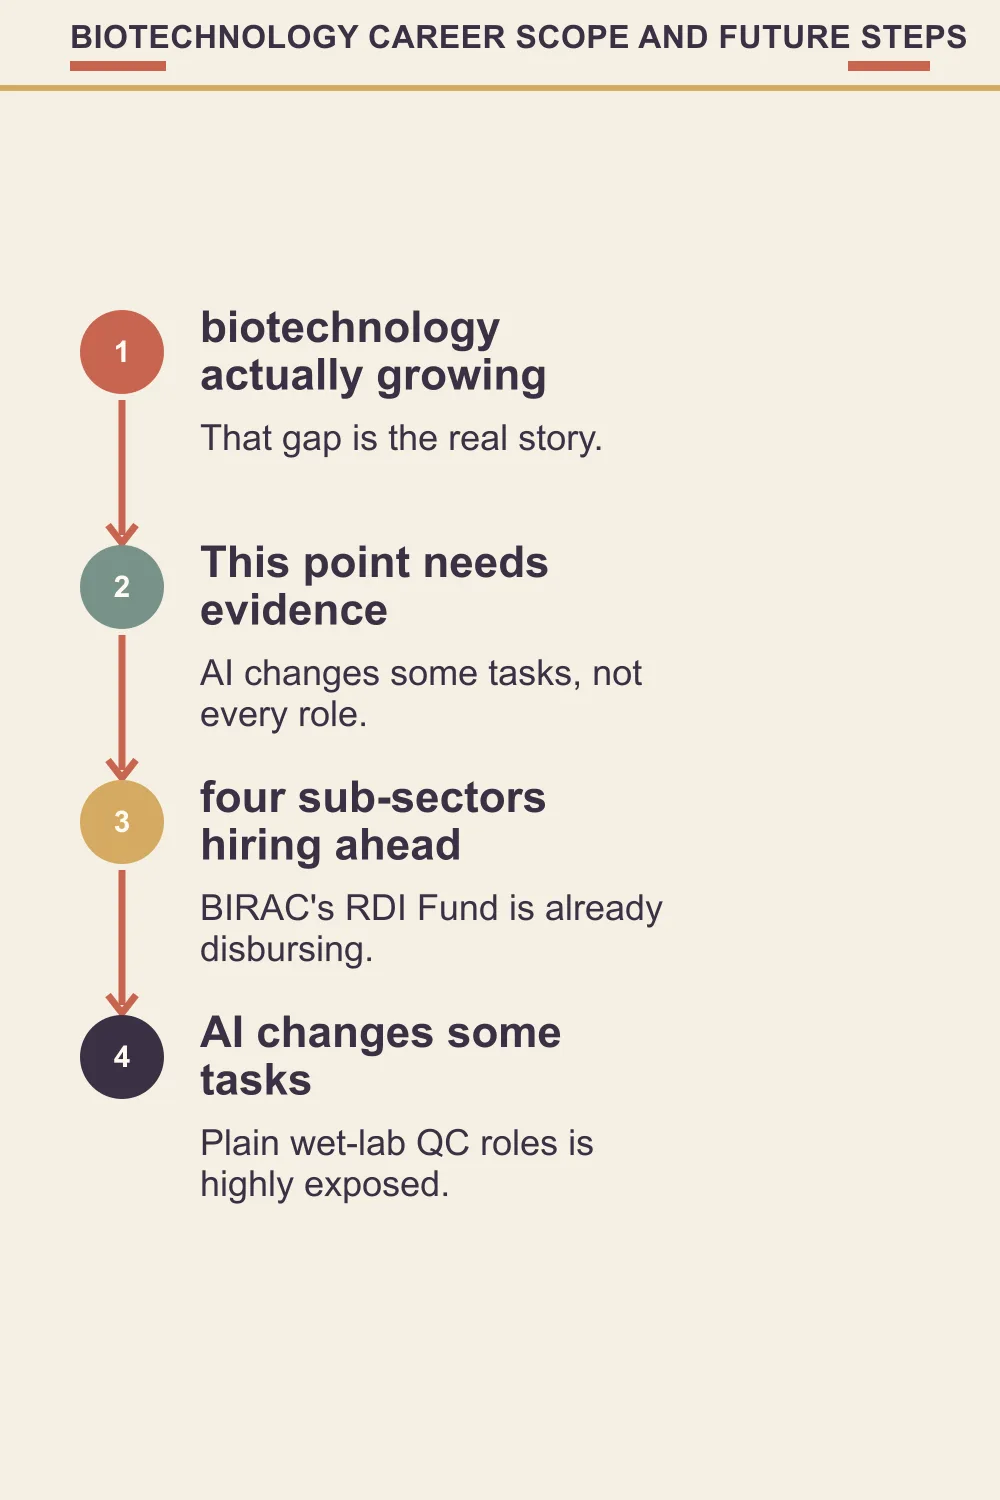 BIOTECHNOLOGY CAREER SCOPE AND FUTURE STEPS
1
biotechnology
actually growing
That gap is the real story.
2
This point needs
evidence
AI changes some tasks, not
every role.
3
four sub-sectors
hiring ahead
BIRAC's RDI Fund is already
disbursing.
4
AI changes some
tasks
Plain wet-lab QC roles is
highly exposed.